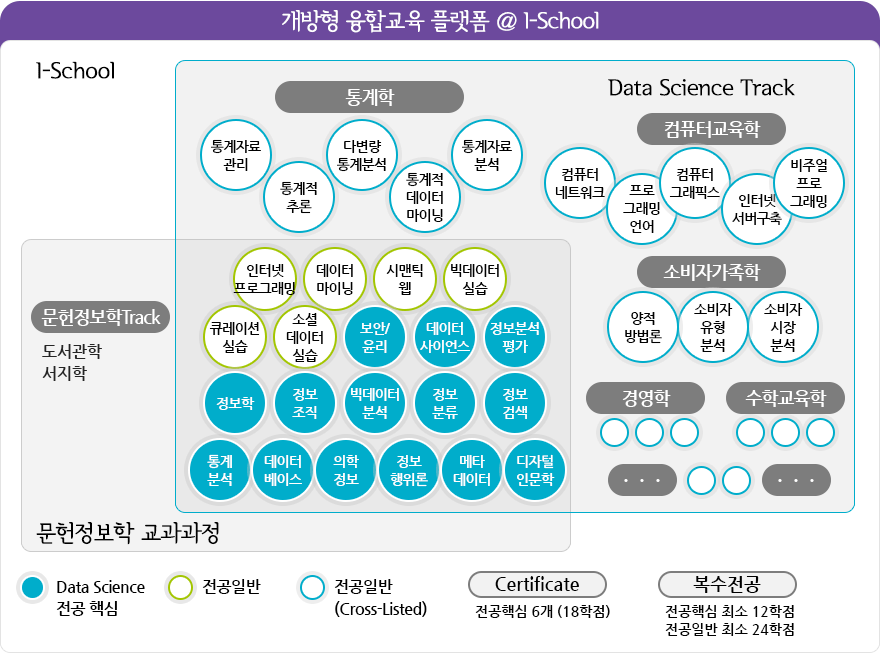 개방형 융합교육 플랫폼 @ I-School
I-School
Data Science Track
통계학
통계자료
관리
통계적
추론
다변량
통계분석
통계적
데이터
마이닝
통계자료
분석
컴퓨터교육학
컴퓨터
네트워크
프로
그래밍
언어
컴퓨터
그래픽스
인터넷
서버구축
비주얼
프로
그래밍
소비자가족학
양적
방법론
소비자
유형
분석
소비자
시장
분석
경영학
수학교육학
· · ·
· · ·
문헌정보학Track
도서관학
서지학
인터넷
프로그래밍
데이터
마이닝
시맨틱
웹
빅데이터
실습
큐레이션
실습
소셜
데이터
실습
보안/
윤리
데이터
사이언스
정보분석
평가
정보학
정보
조직
빅데이터
분석
정보
분류
정보
검색
통계
분석
데이터
베이스
의학
정보
정보
행위론
메타
데이터
디지털
인문학
문헌정보학 교과과정
Data Science
전공 핵심
전공일반
전공일반
(Cross-Listed)
Certificate
전공핵심 6개 (18학점)
복수전공
전공핵심 최소 12학점
전공일반 최소 24학점